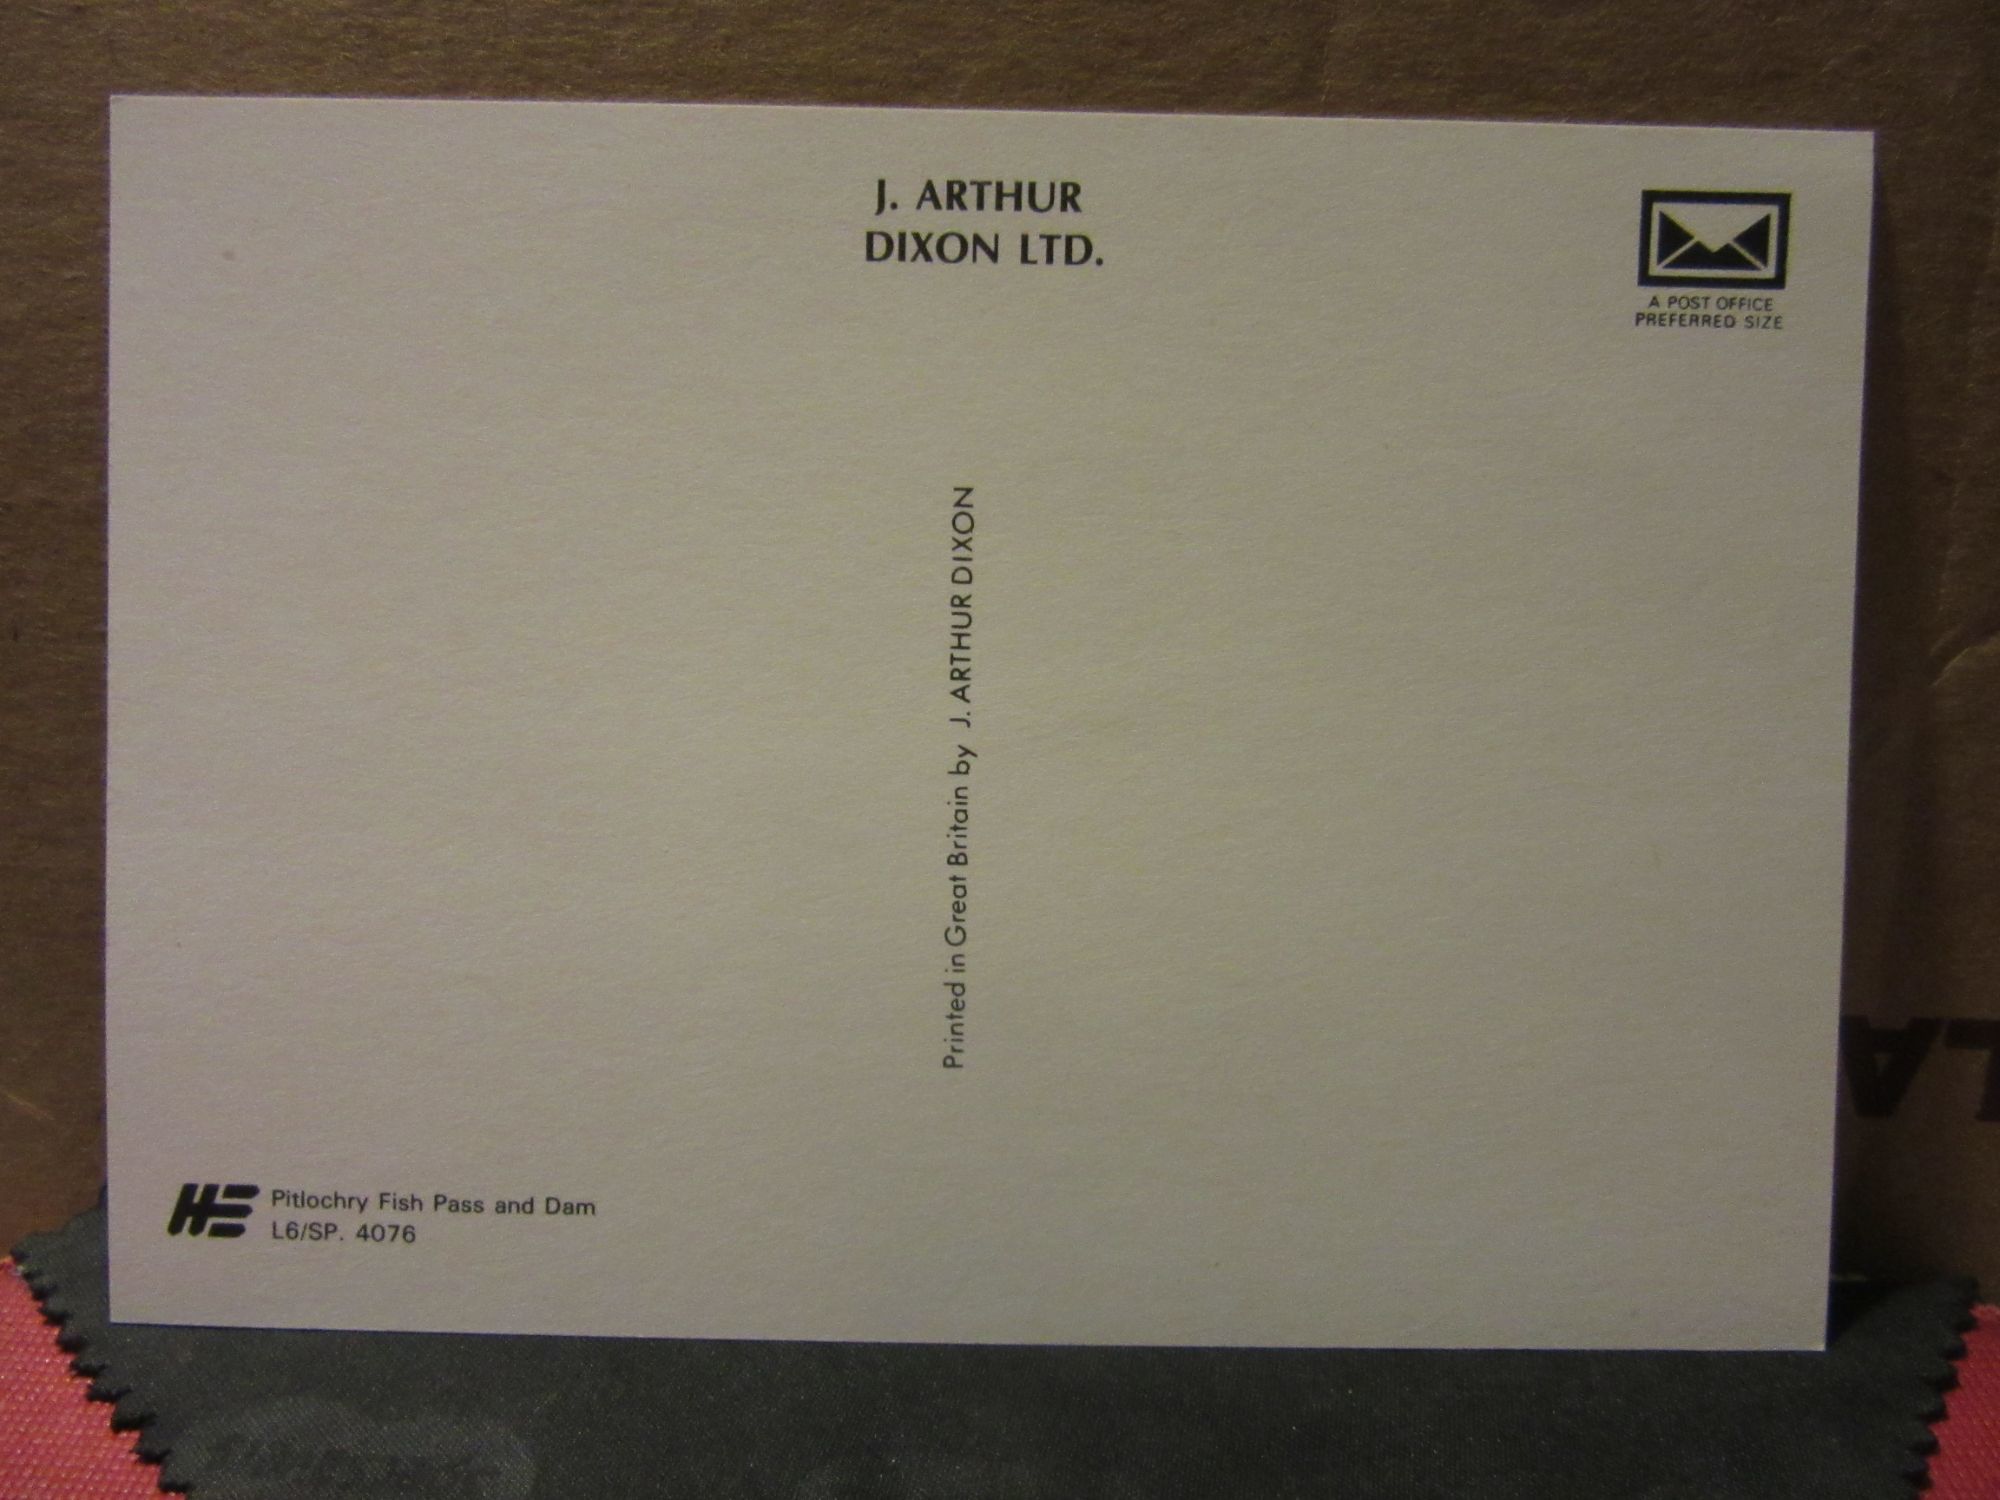 J. ARTHUR
DIXON LTD.
A POST OFFICE
PREFERRED SIZE
Printed in Great Britain by J. ARTHUR DIXON
HE Pitlochry Fish Pass and Dam
L6/SP. 4076